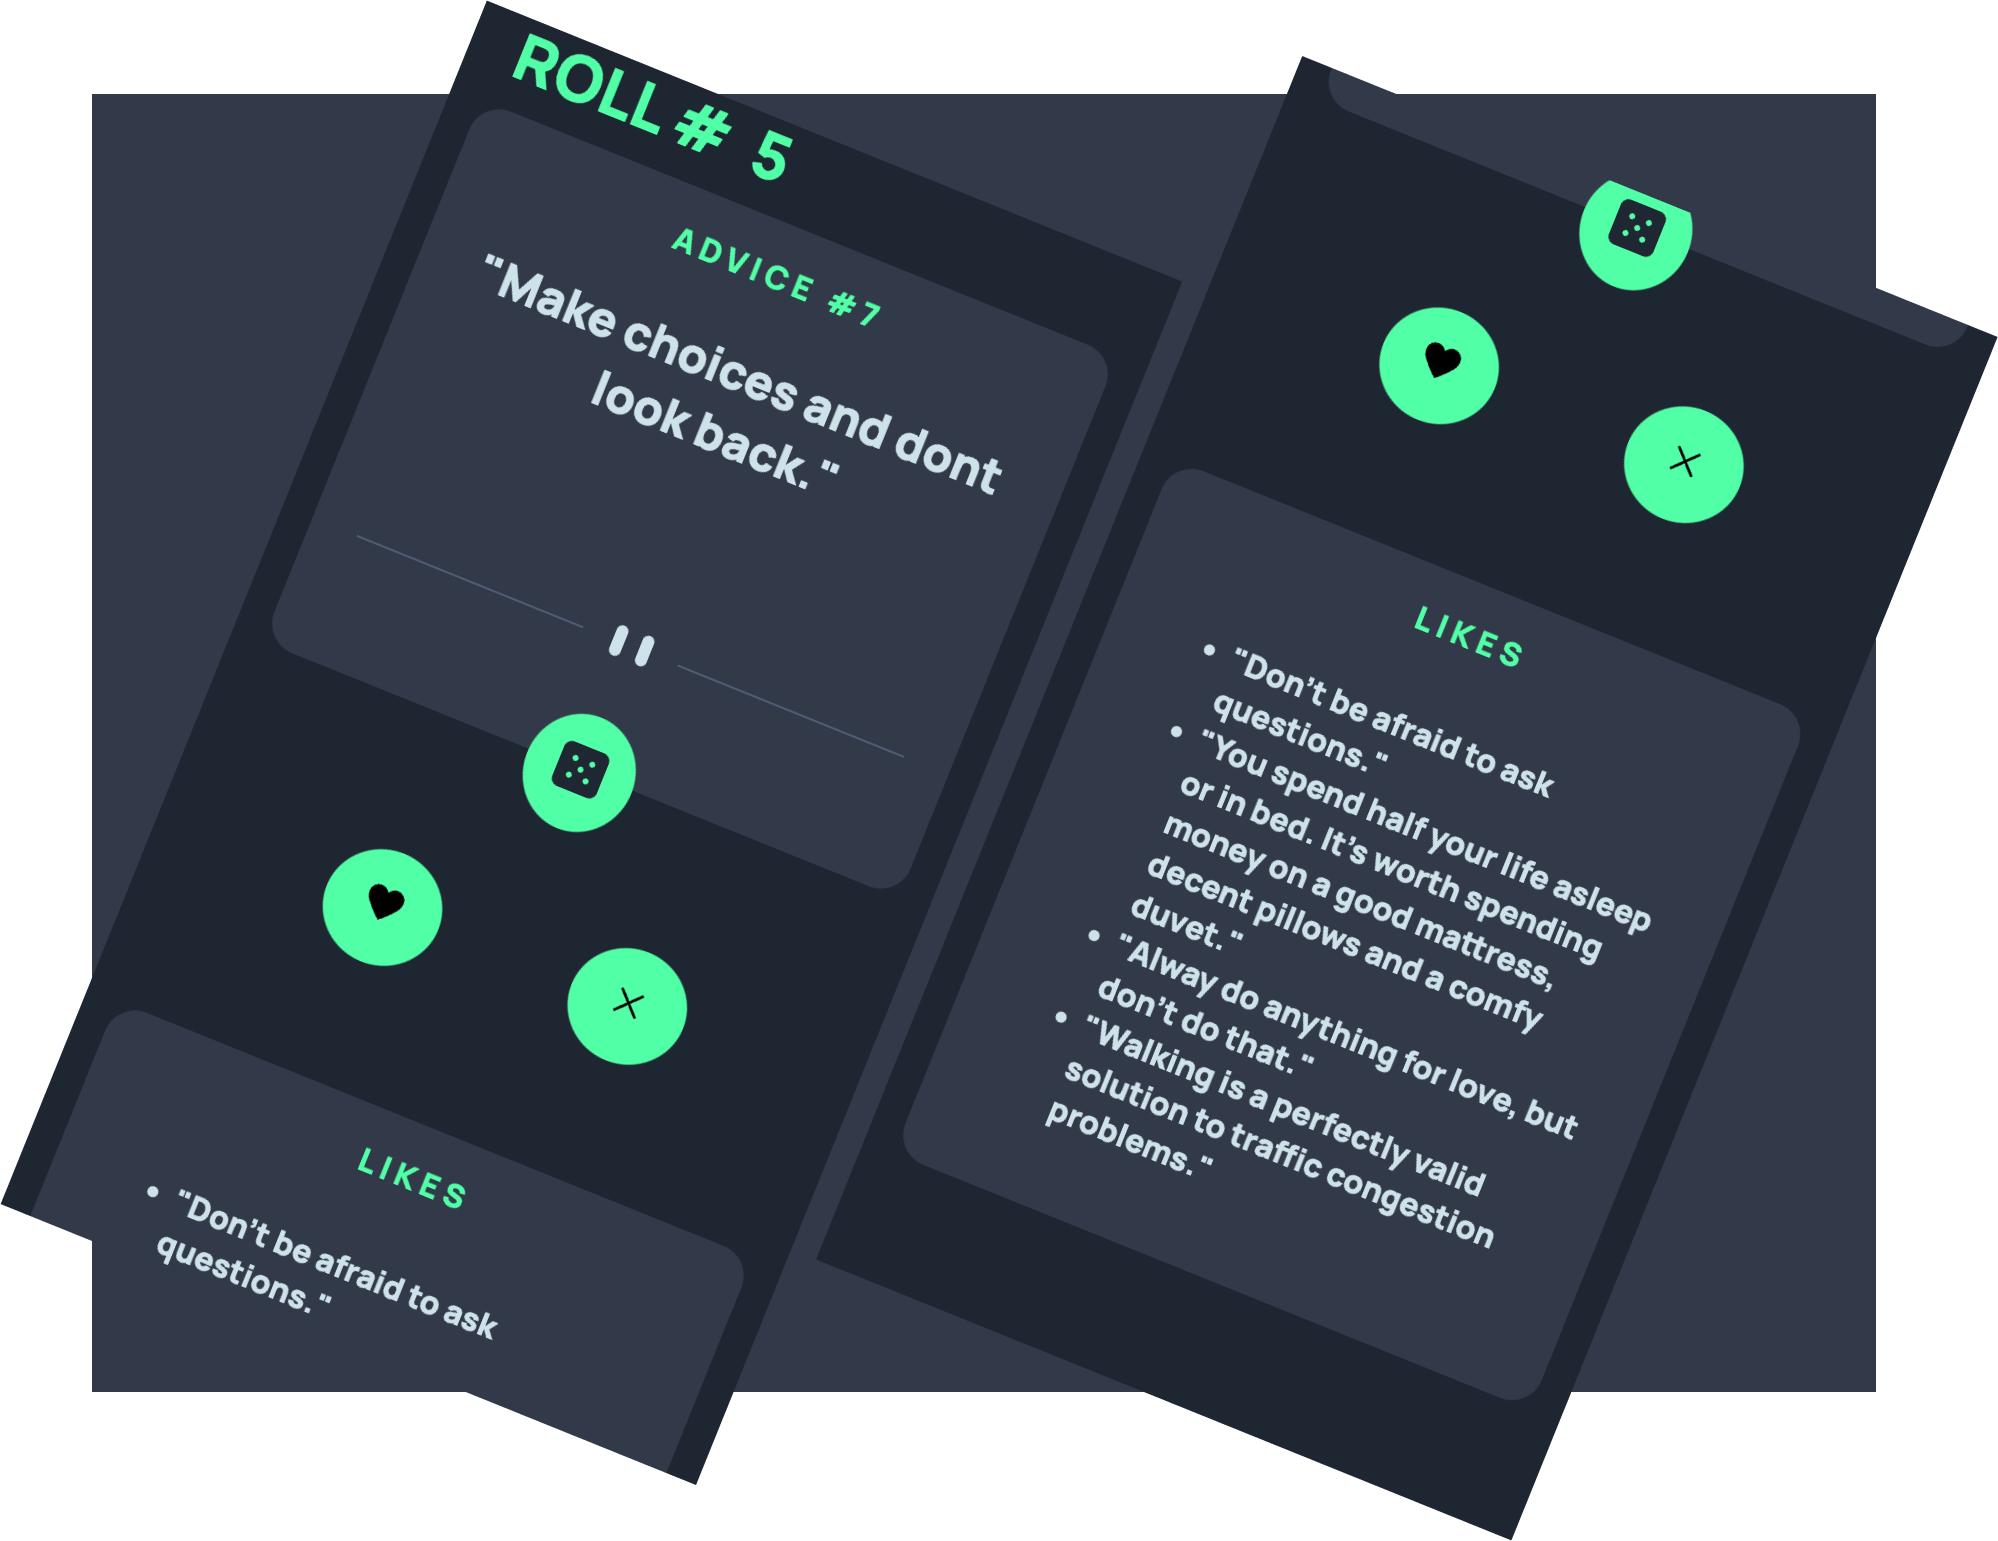 ROLL # 5
ADVICE #7
"Make choices and dont
look back."
LIKES
• "Don't be afraid to ask
questions. "
LIKES
• "Don't be afraid to ask
questions. "
• "You spend half your life asleep
or in bed. It's worth spending
money on a good mattress,
decent pillows and a comfy
duvet."
• "Alway do anything for love, but
don't do that."
• "Walking is a perfectly valid
solution to traffic congestion
problems. "